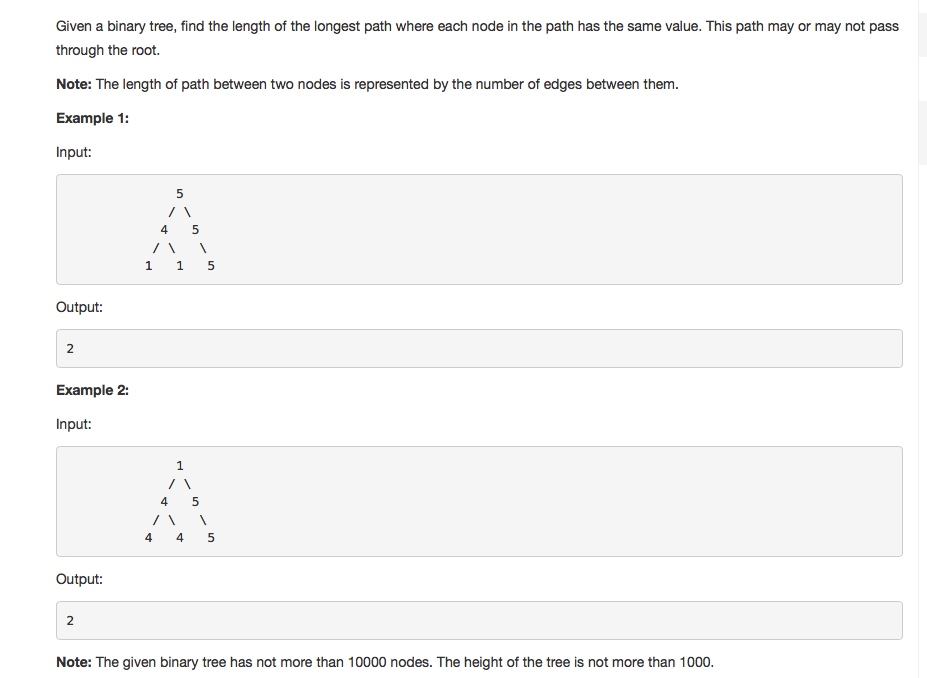 Given a binary tree, find the length of the longest path where each node in the path has the same value. This path may or may not pass
through the root.
Note: The length of path between two nodes is represented by the number of edges between them.
Example 1:
Input:
5
/ \
4 5
/ \ \
1 1 5
Output:
2
Example 2:
Input:
1
/ \
4 5
/ \ \
4 4 5
Output:
2
Note: The given binary tree has not more than 10000 nodes. The height of the tree is not more than 1000.